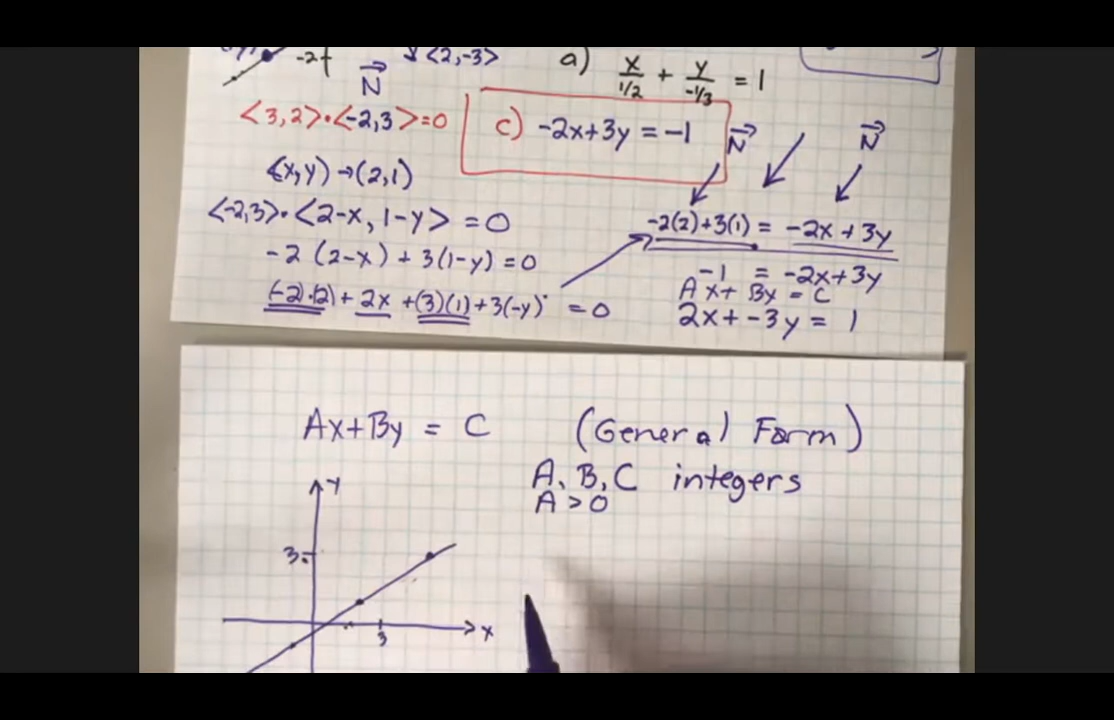 -2
N
<2,-3>
a) x/1/2 + y/-1/3 = 1
<3,2>•<-2,3>=0
c) -2x+3y = -1
N
N
(x,y)→(2,1)
<-2,3>•<2-x, 1-y> = 0
-2(2)+3(1) = -2x+3y
-2(2-x) + 3(1-y) = 0
-1 = -2x+3y
(-2)•(2)+ 2x +(3)(1)+3(-y) = 0
Ax+ By = C
2x+ -3y = 1
Ax+By = C (General Form)
A, B, C integers
A > 0
Y
3
3
x